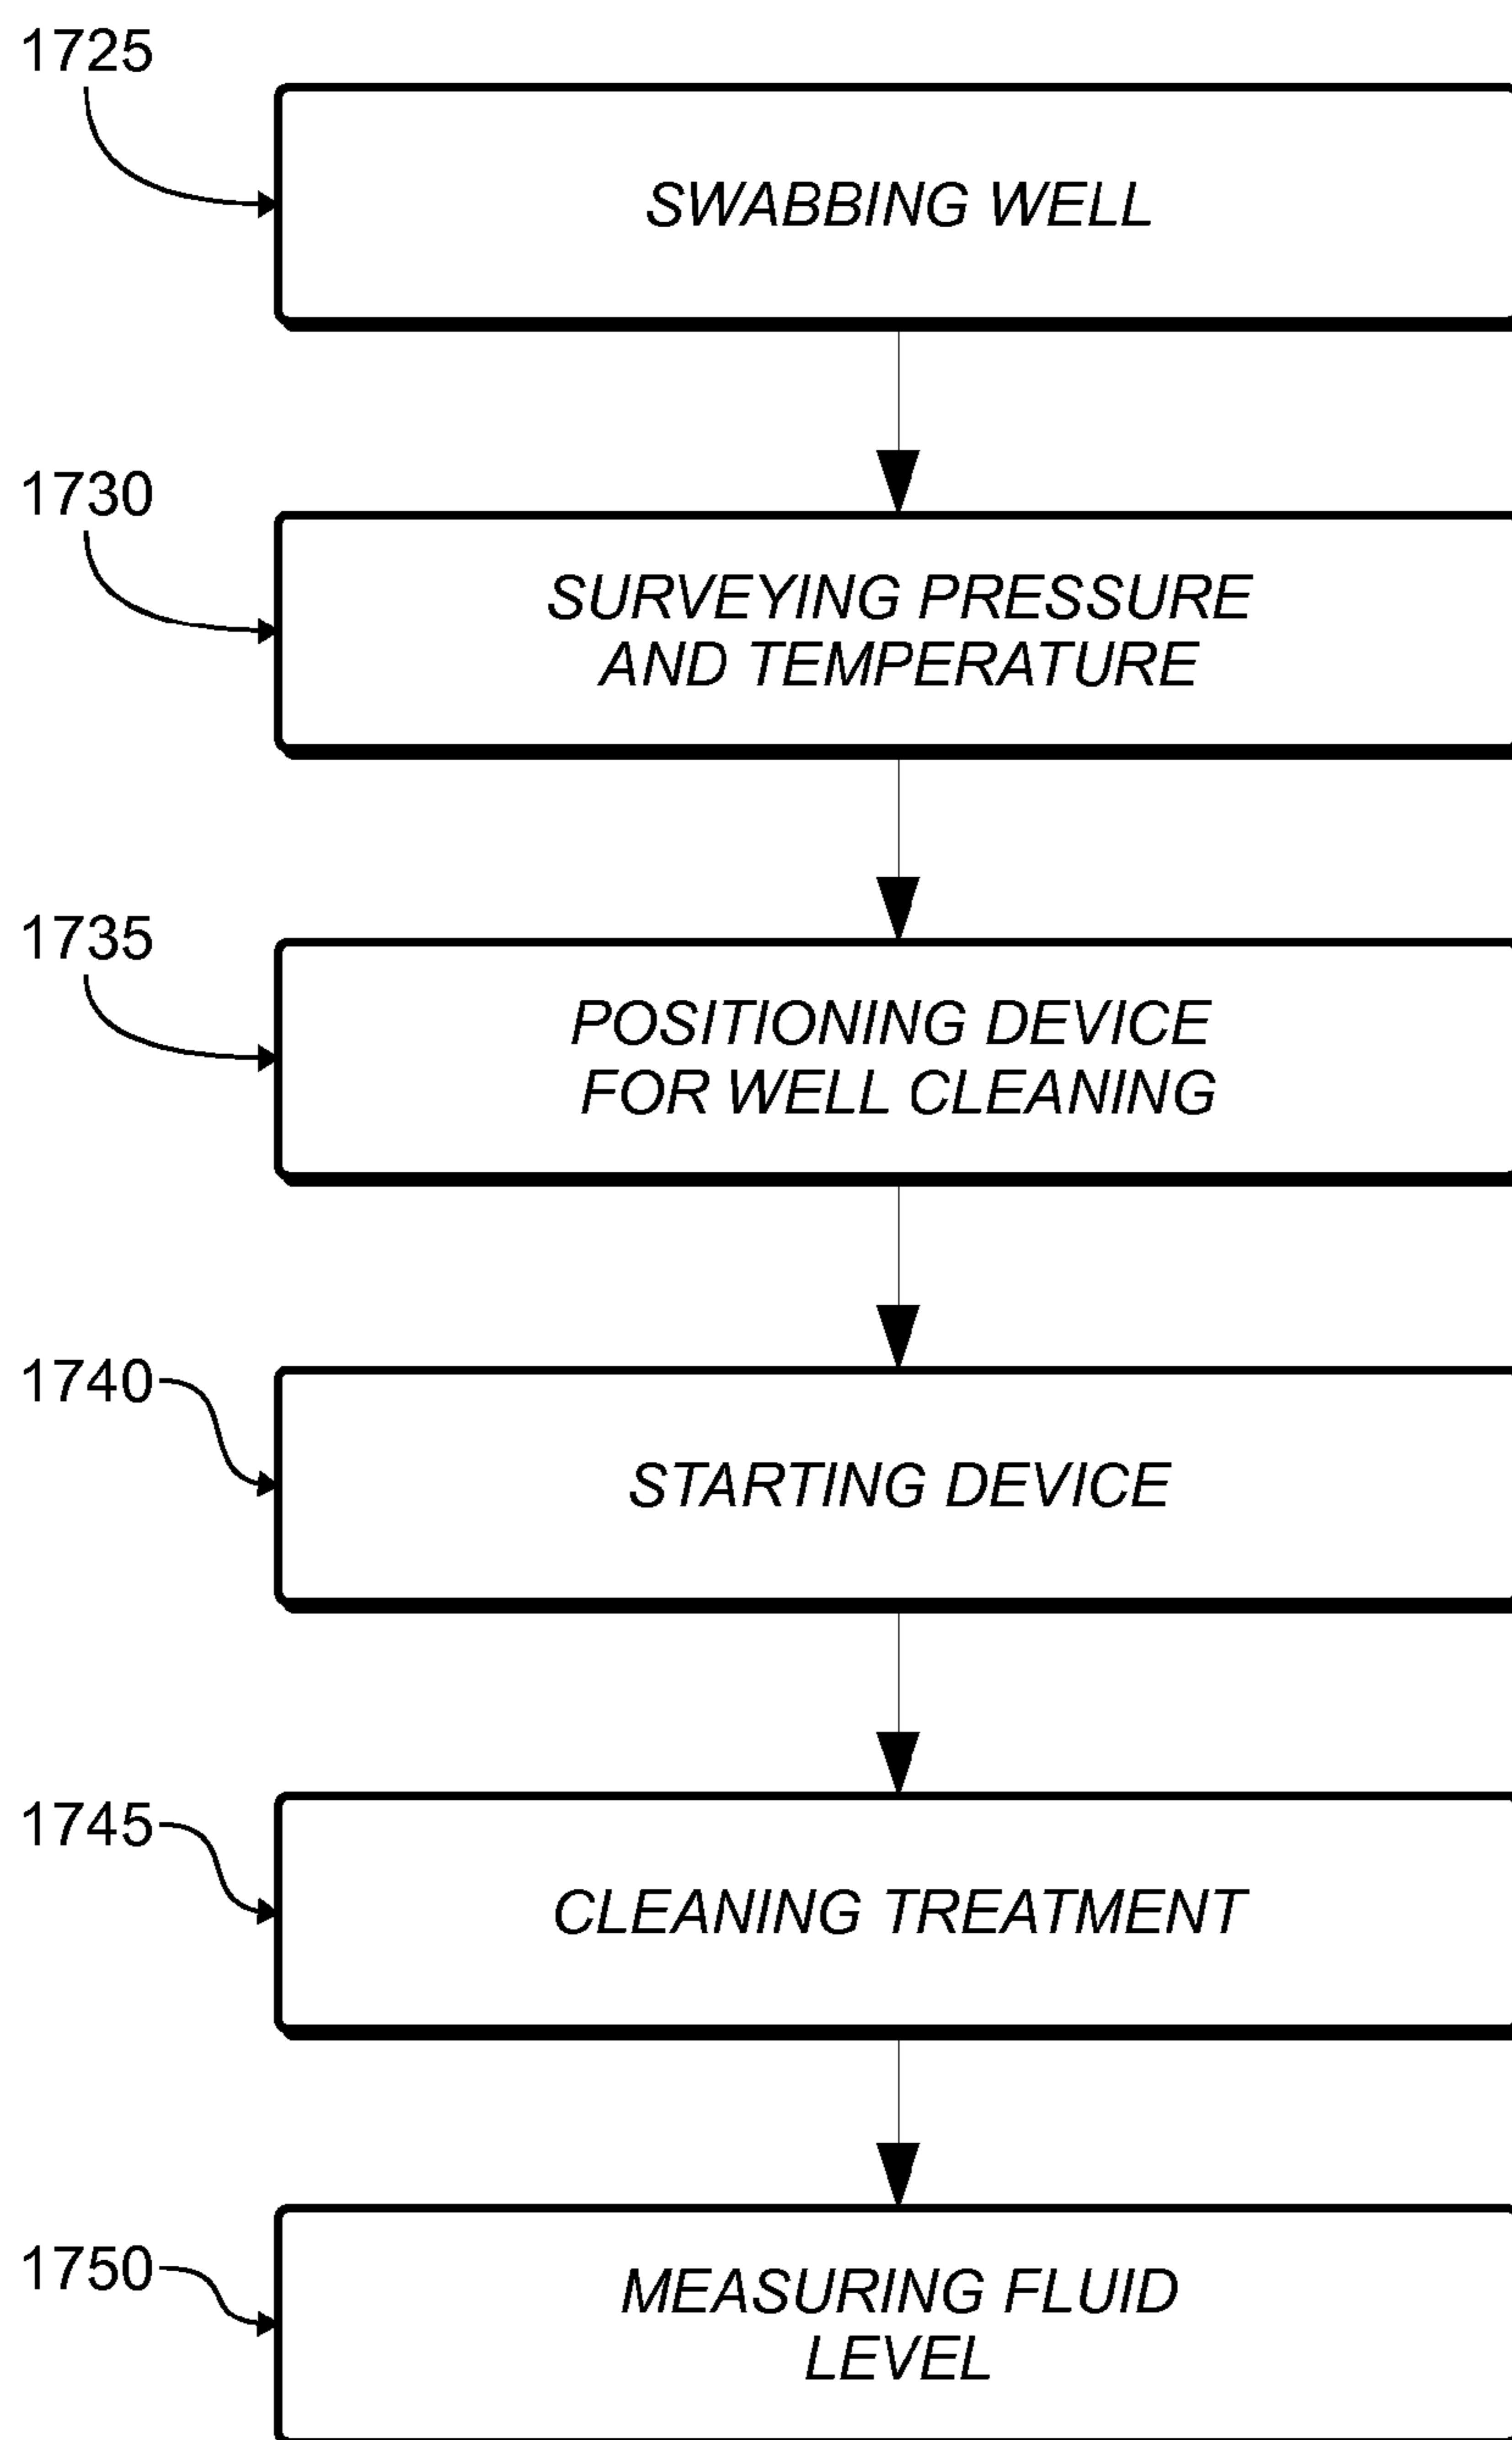 1725
SWABBING WELL
1730
SURVEYING PRESSURE
AND TEMPERATURE
1735
POSITIONING DEVICE
FOR WELL CLEANING
1740
STARTING DEVICE
1745
CLEANING TREATMENT
1750
MEASURING FLUID
LEVEL